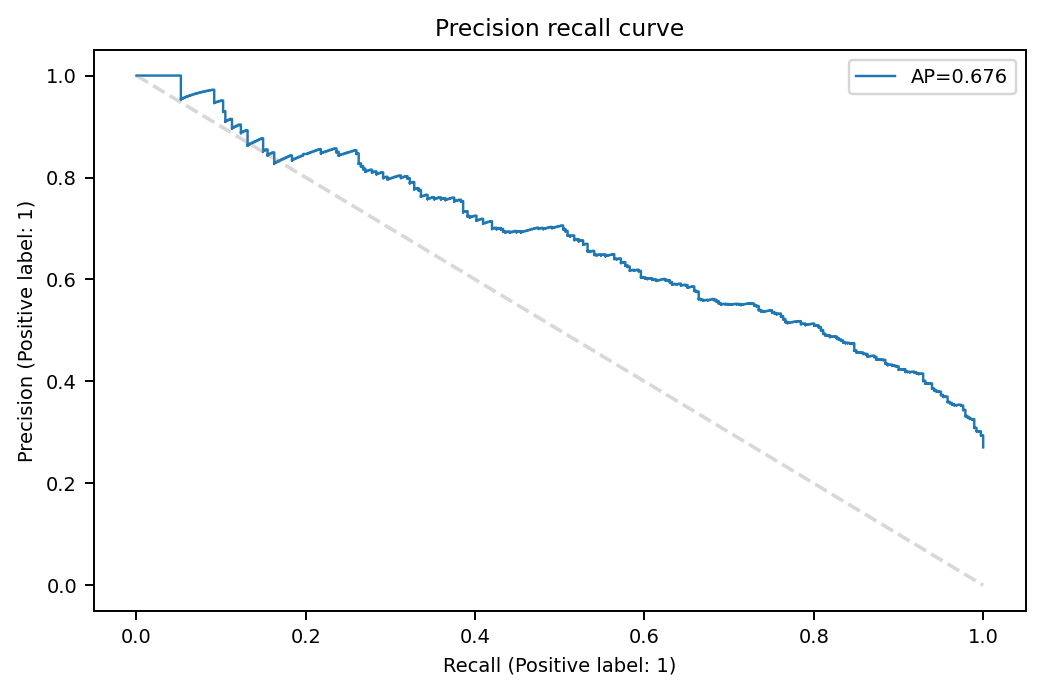 Precision recall curve
AP=0.676
Precision (Positive label: 1)
1.0
0.8
0.6
0.4
0.2
0.0
0.0 0.2 0.4 0.6 0.8 1.0
Recall (Positive label: 1)